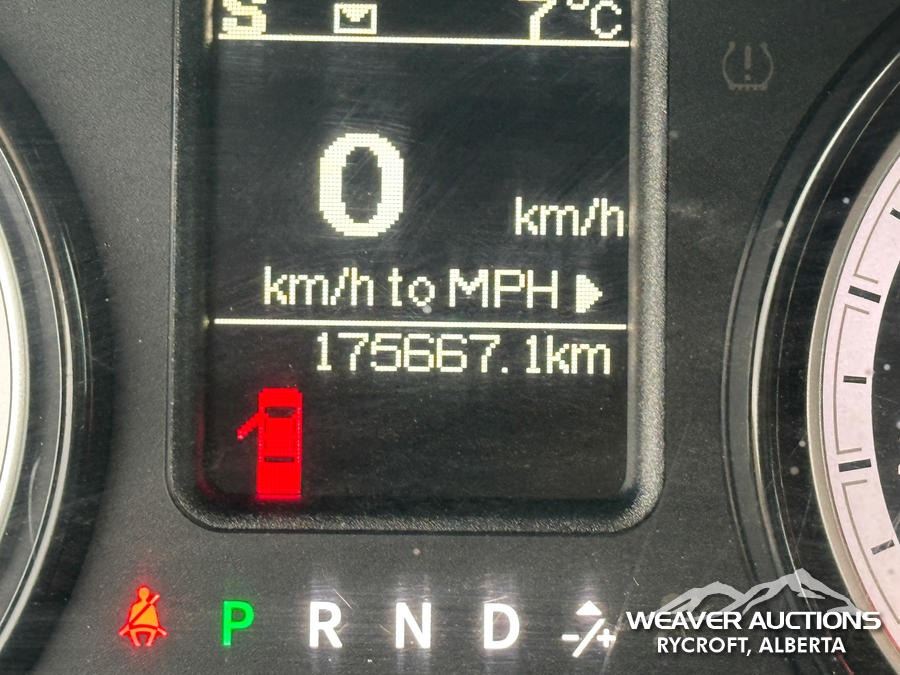 S 7°C
0
km/h
km/h to MPH
175667.1km
P R N D -/+
WEAVER AUCTIONS
RYCROFT, ALBERTA